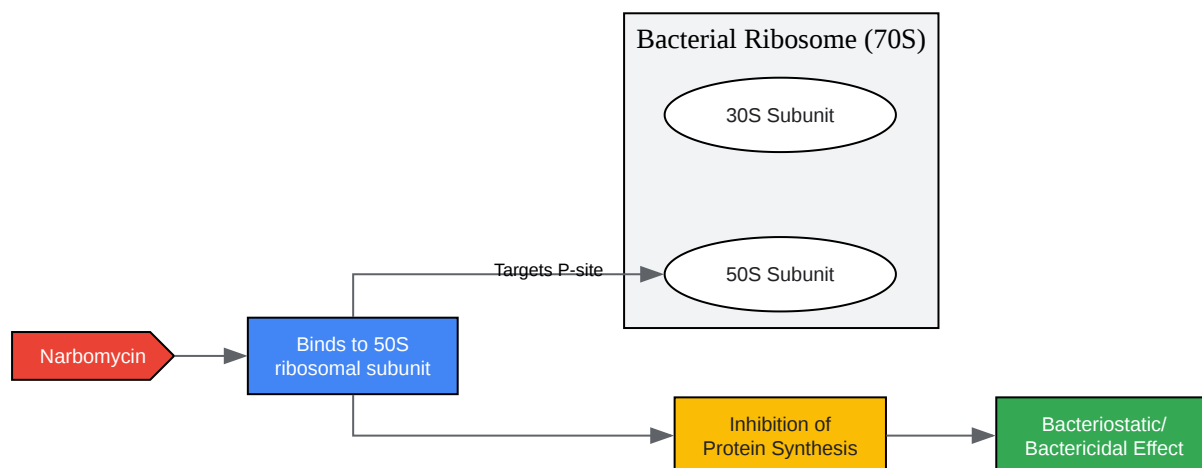 Bacterial Ribosome (70S)
30S Subunit
Targets P-site
50S Subunit
Narbomycin
Binds to 50S
ribosomal subunit
Inhibition of
Protein Synthesis
Bacteriostatic/
Bactericidal Effect